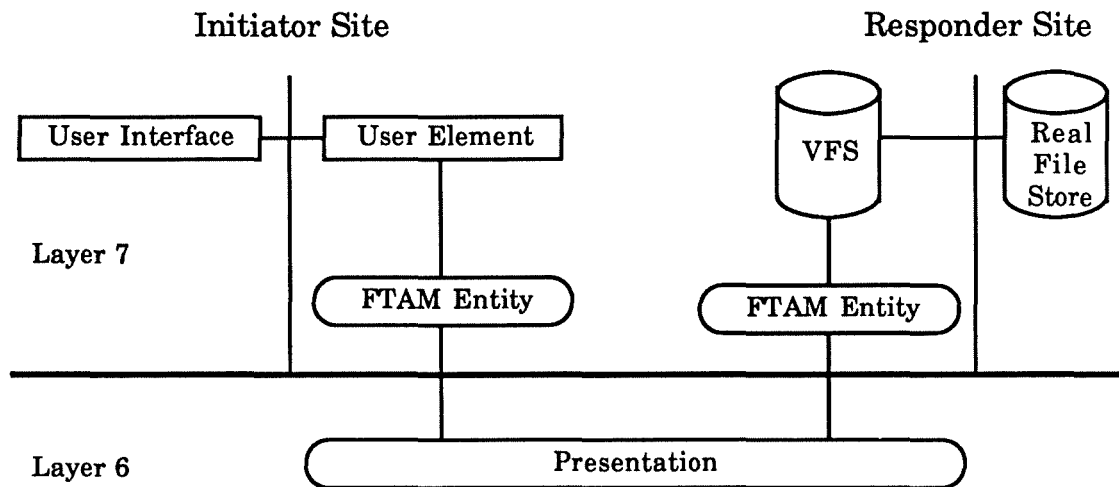 Initiator Site
Responder Site
User Interface
User Element
VFS
Real
File
Store
Layer 7
FTAM Entity
FTAM Entity
Presentation
Layer 6